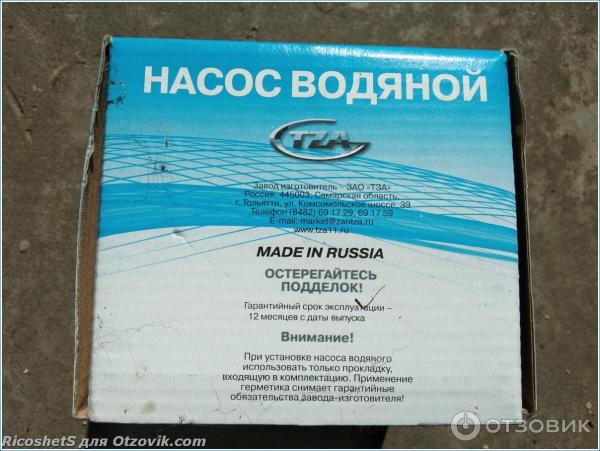 НАСОС ВОДЯНОЙ
TZA
Завод изготовитель – ЗАО «ТЗА»
Россия, 445003, Самарская область,
г. Тольятти, ул. Комсомольское шоссе, 39
Телефон (8482) 69 17 29, 69 17 59
E-mail: market@zaotza.ru
www.tza11.ru
MADE IN RUSSIA
ОСТЕРЕГАЙТЕСЬ
ПОДДЕЛОК!
Гарантийный срок эксплуатации –
12 месяцев с даты выпуска
Внимание!
При установке насоса водяного
использовать только прокладку,
входящую в комплектацию. Применение
герметика снимает гарантийные
обязательства завода-изготовителя!
RicoshetS для Otzovik.com
ОТЗОВИК